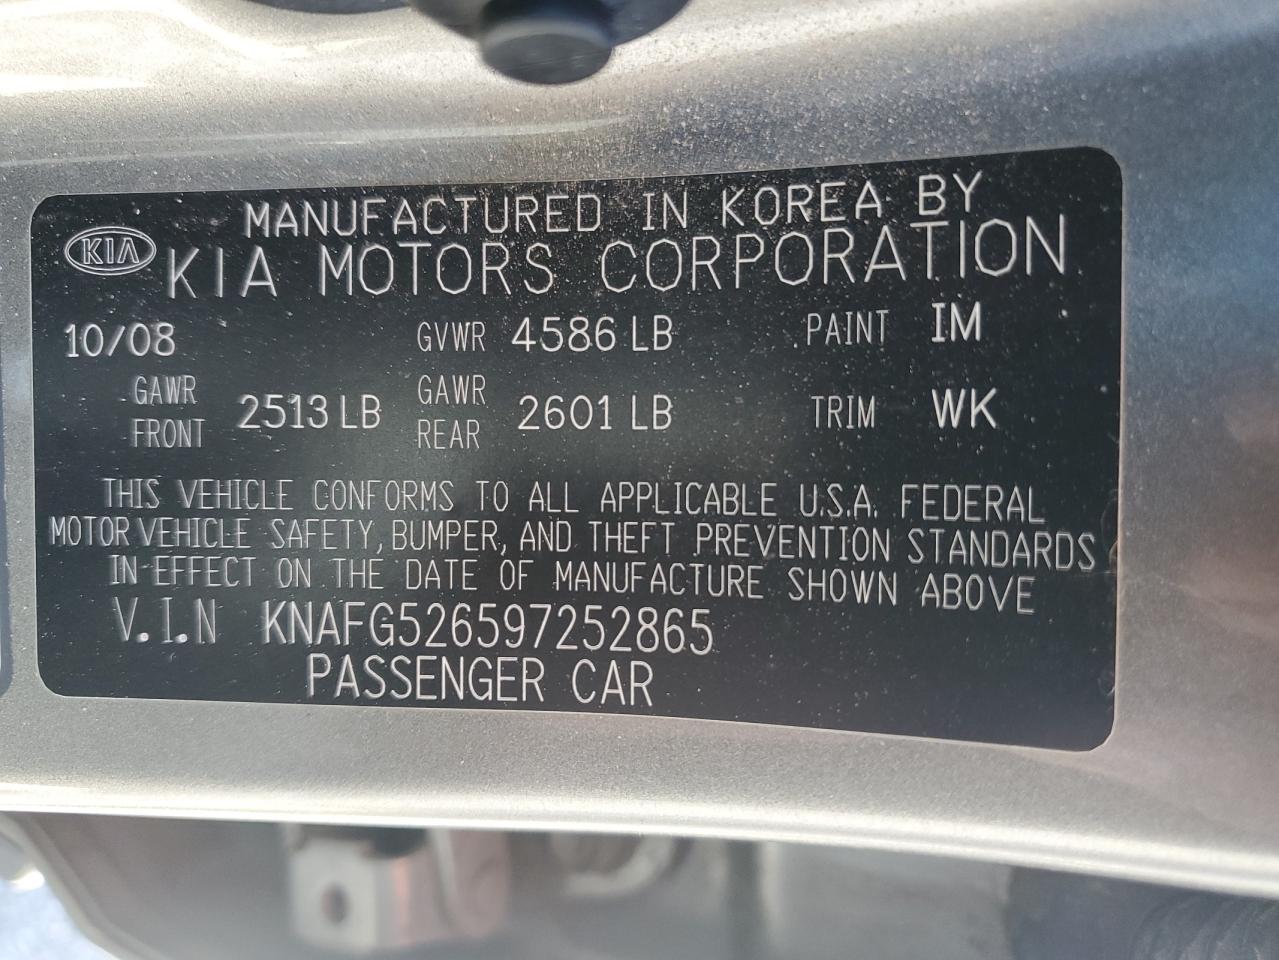 MANUFACTURED IN KOREA BY
KIA KIA MOTORS CORPORATION
10/08 GVWR 4586 LB PAINT IM
GAWR FRONT 2513 LB GAWR REAR 2601 LB TRIM WK
THIS VEHICLE CONFORMS TO ALL APPLICABLE U.S.A. FEDERAL
MOTOR VEHICLE SAFETY, BUMPER, AND THEFT PREVENTION STANDARDS
IN EFFECT ON THE DATE OF MANUFACTURE SHOWN ABOVE
V.I.N KNAFG526597252865
PASSENGER CAR